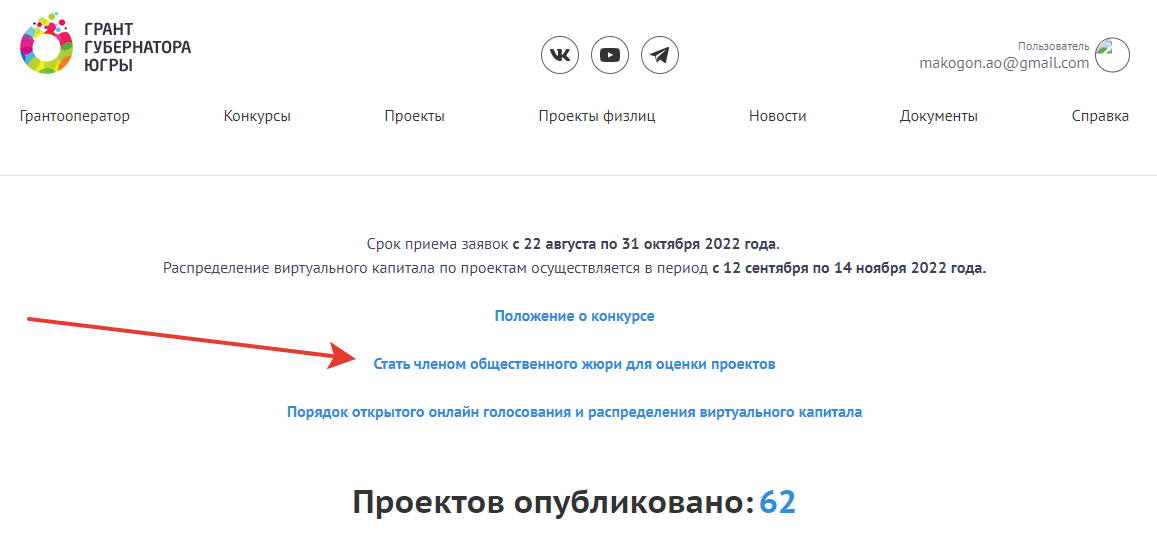 ГРАНТ
ГУБЕРНАТОРА
ЮГРЫ
Пользователь
makogon.ao@gmail.com
Грантооператор Конкурсы Проекты Проекты физлиц Новости Документы Справка
Срок приема заявок с 22 августа по 31 октября 2022 года.
Распределение виртуального капитала по проектам осуществляется в период с 12 сентября по 14 ноября 2022 года.
Положение о конкурсе
Стать членом общественного жюри для оценки проектов
Порядок открытого онлайн голосования и распределения виртуального капитала
Проектов опубликовано: 62